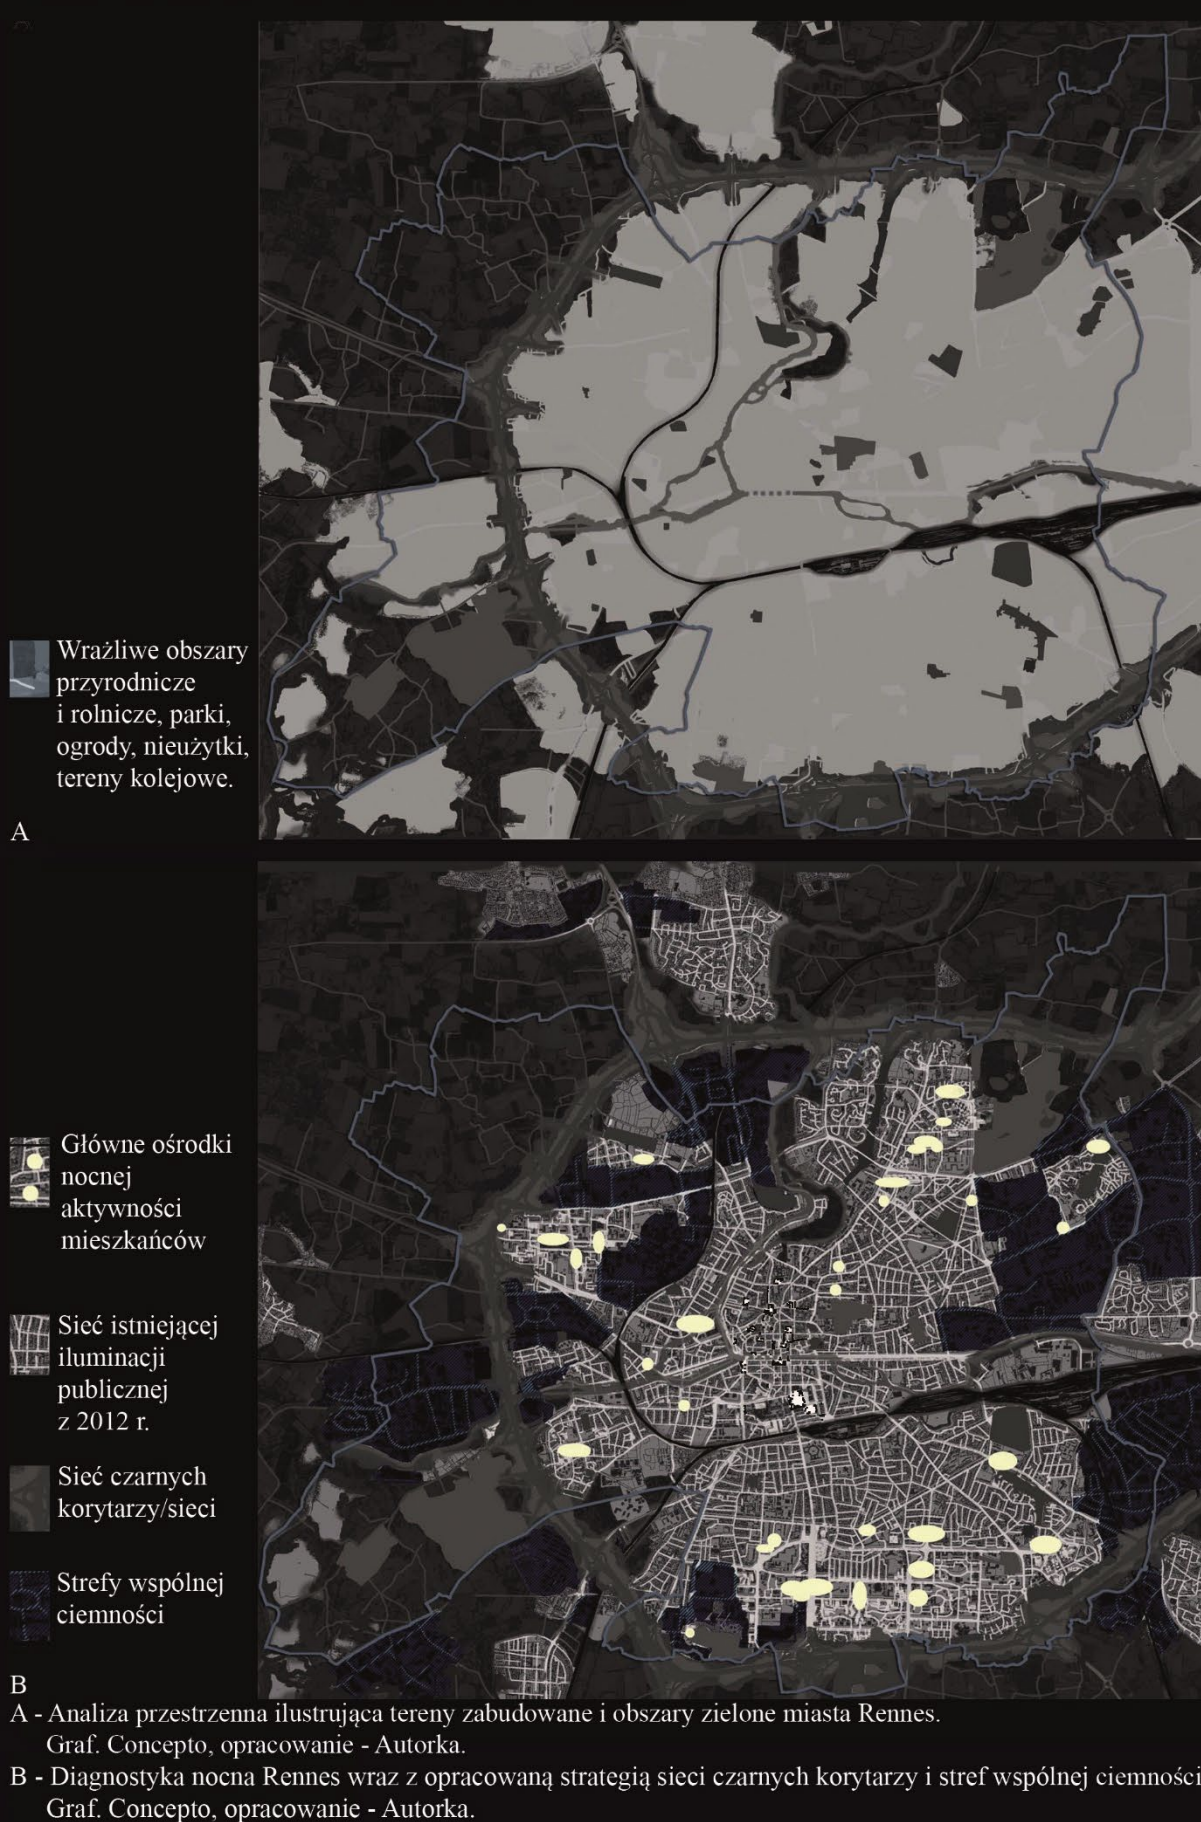 Wrażliwe obszary
przyrodnicze
i rolnicze, parki,
ogrody, nieużytki,
tereny kolejowe.
A
Główne ośrodki
nocnej
aktywności
mieszkańców
Sieć istniejącej
iluminacji
publicznej
z 2012 r.
Sieć czarnych
korytarzy/sieci
Strefy wspólnej
ciemności
B
A - Analiza przestrzenna ilustrująca tereny zabudowane i obszary zielone miasta Rennes.
Graf. Concepto, opracowanie - Autorka.
B - Diagnostyka nocna Rennes wraz z opracowaną strategią sieci czarnych korytarzy i stref wspólnej ciemności
Graf. Concepto, opracowanie - Autorka.